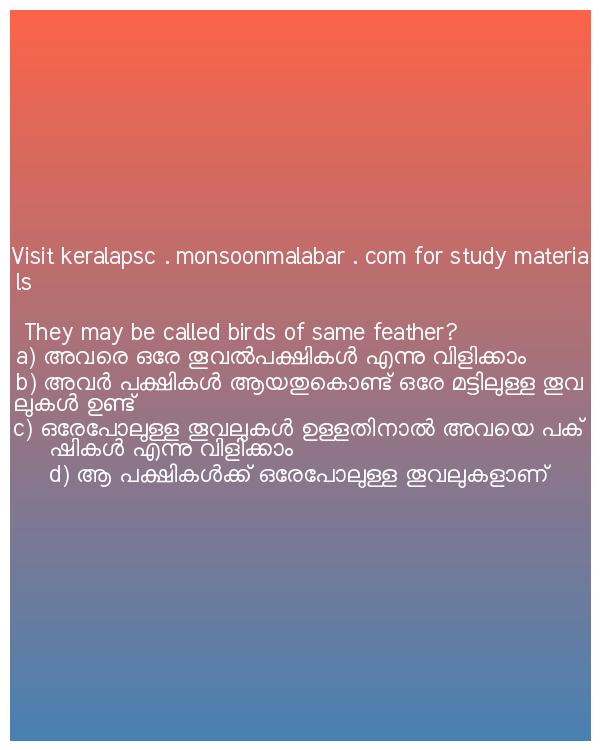 Visit keralapsc . monsoonmalabar . com for study materia
ls
They may be called birds of same feather?
a) അവരെ ഒരേ തൂവൽപക്ഷികൾ എന്നു വിളിക്കാം
b) അവർ പക്ഷികൾ ആയതുകൊണ്ട് ഒരേ മട്ടിലുള്ള തൂവ
ലുകൾ ഉണ്ട്
c) ഒരേപോലുള്ള തൂവലുകൾ ഉള്ളതിനാൽ അവയെ പക്
ഷികൾ എന്നു വിളിക്കാം
d) ആ പക്ഷികൾക്ക് ഒരേപോലുള്ള തൂവലുകളാണ്